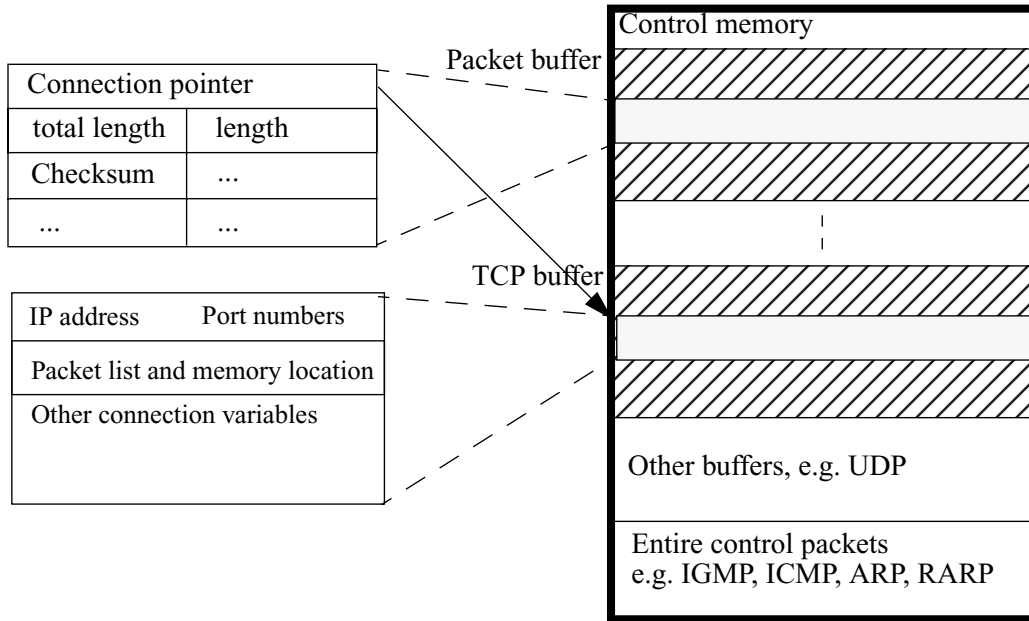 Control memory
Packet buffer
Connection pointer
total length length
Checksum ...
... ...
TCP buffer
IP address Port numbers
Packet list and memory location
Other connection variables
Other buffers, e.g. UDP
Entire control packets
e.g. IGMP, ICMP, ARP, RARP